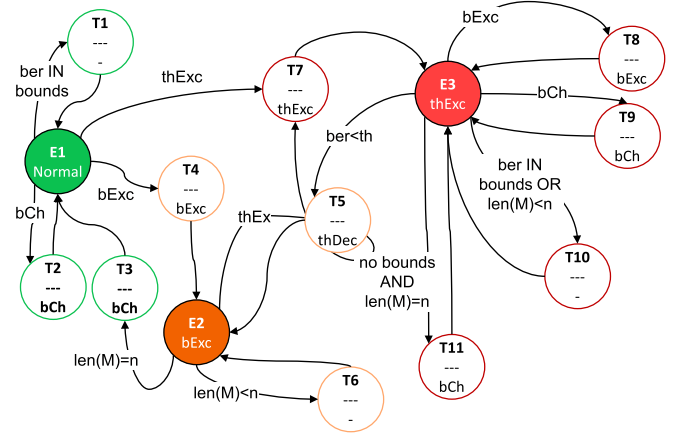 T1
---
-
ber IN
bounds
E1
Normal
thExc
T7
---
thExc
bExc
E3
thExc
T8
---
bExc
bCh
T9
---
bCh
ber<th
ber IN
bounds OR
len(M)<n
bExc
T4
---
bExc
bCh
thEx
T5
---
thDec
no bounds
AND
len(M)=n
T2
---
bCh
T3
---
bCh
T10
---
-
E2
bExc
len(M)=n
len(M)<n
T6
---
-
T11
---
bCh